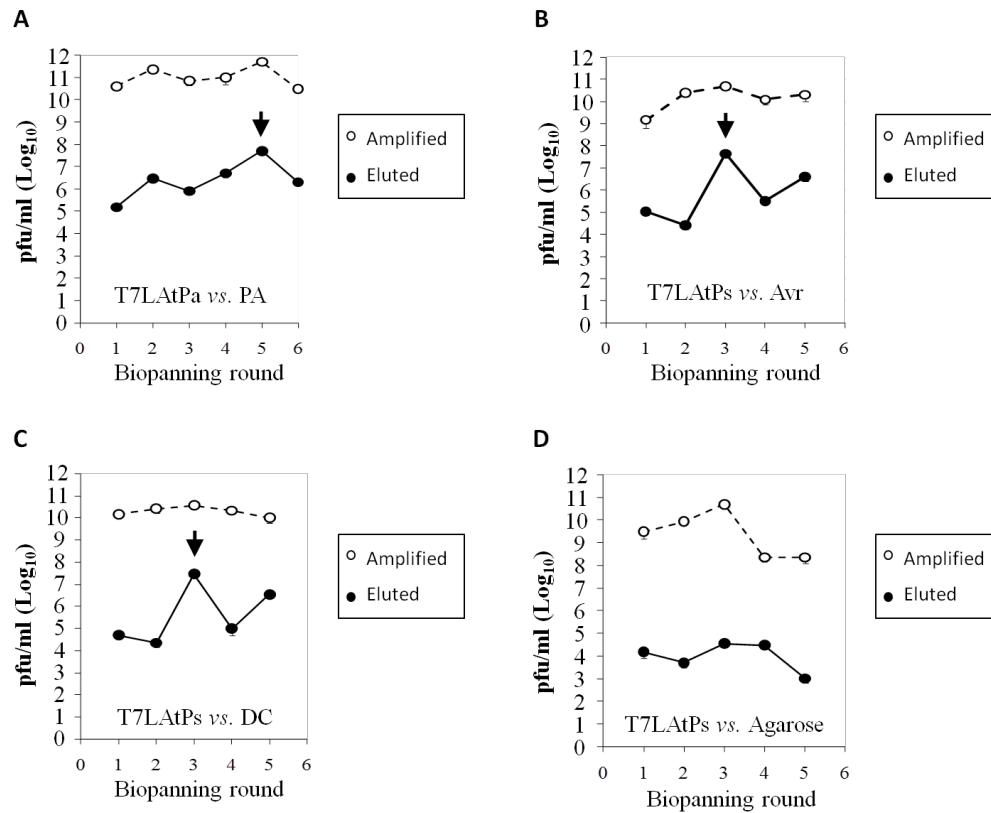 A
pfu/ml (Log10)
12
11
10
9
8
7
6
5
4
3
2
1
0
T7LAtPa vs. PA
0 1 2 3 4 5 6
Biopanning round
Amplified
Eluted
B
pfu/ml (Log10)
12
11
10
9
8
7
6
5
4
3
2
1
0
T7LAtPs vs. Avr
0 1 2 3 4 5 6
Biopanning round
Amplified
Eluted
C
pfu/ml (Log10)
12
11
10
9
8
7
6
5
4
3
2
1
0
T7LAtPs vs. DC
0 1 2 3 4 5 6
Biopanning round
Amplified
Eluted
D
pfu/ml (Log10)
12
11
10
9
8
7
6
5
4
3
2
1
0
T7LAtPs vs. Agarose
0 1 2 3 4 5 6
Biopanning round
Amplified
Eluted